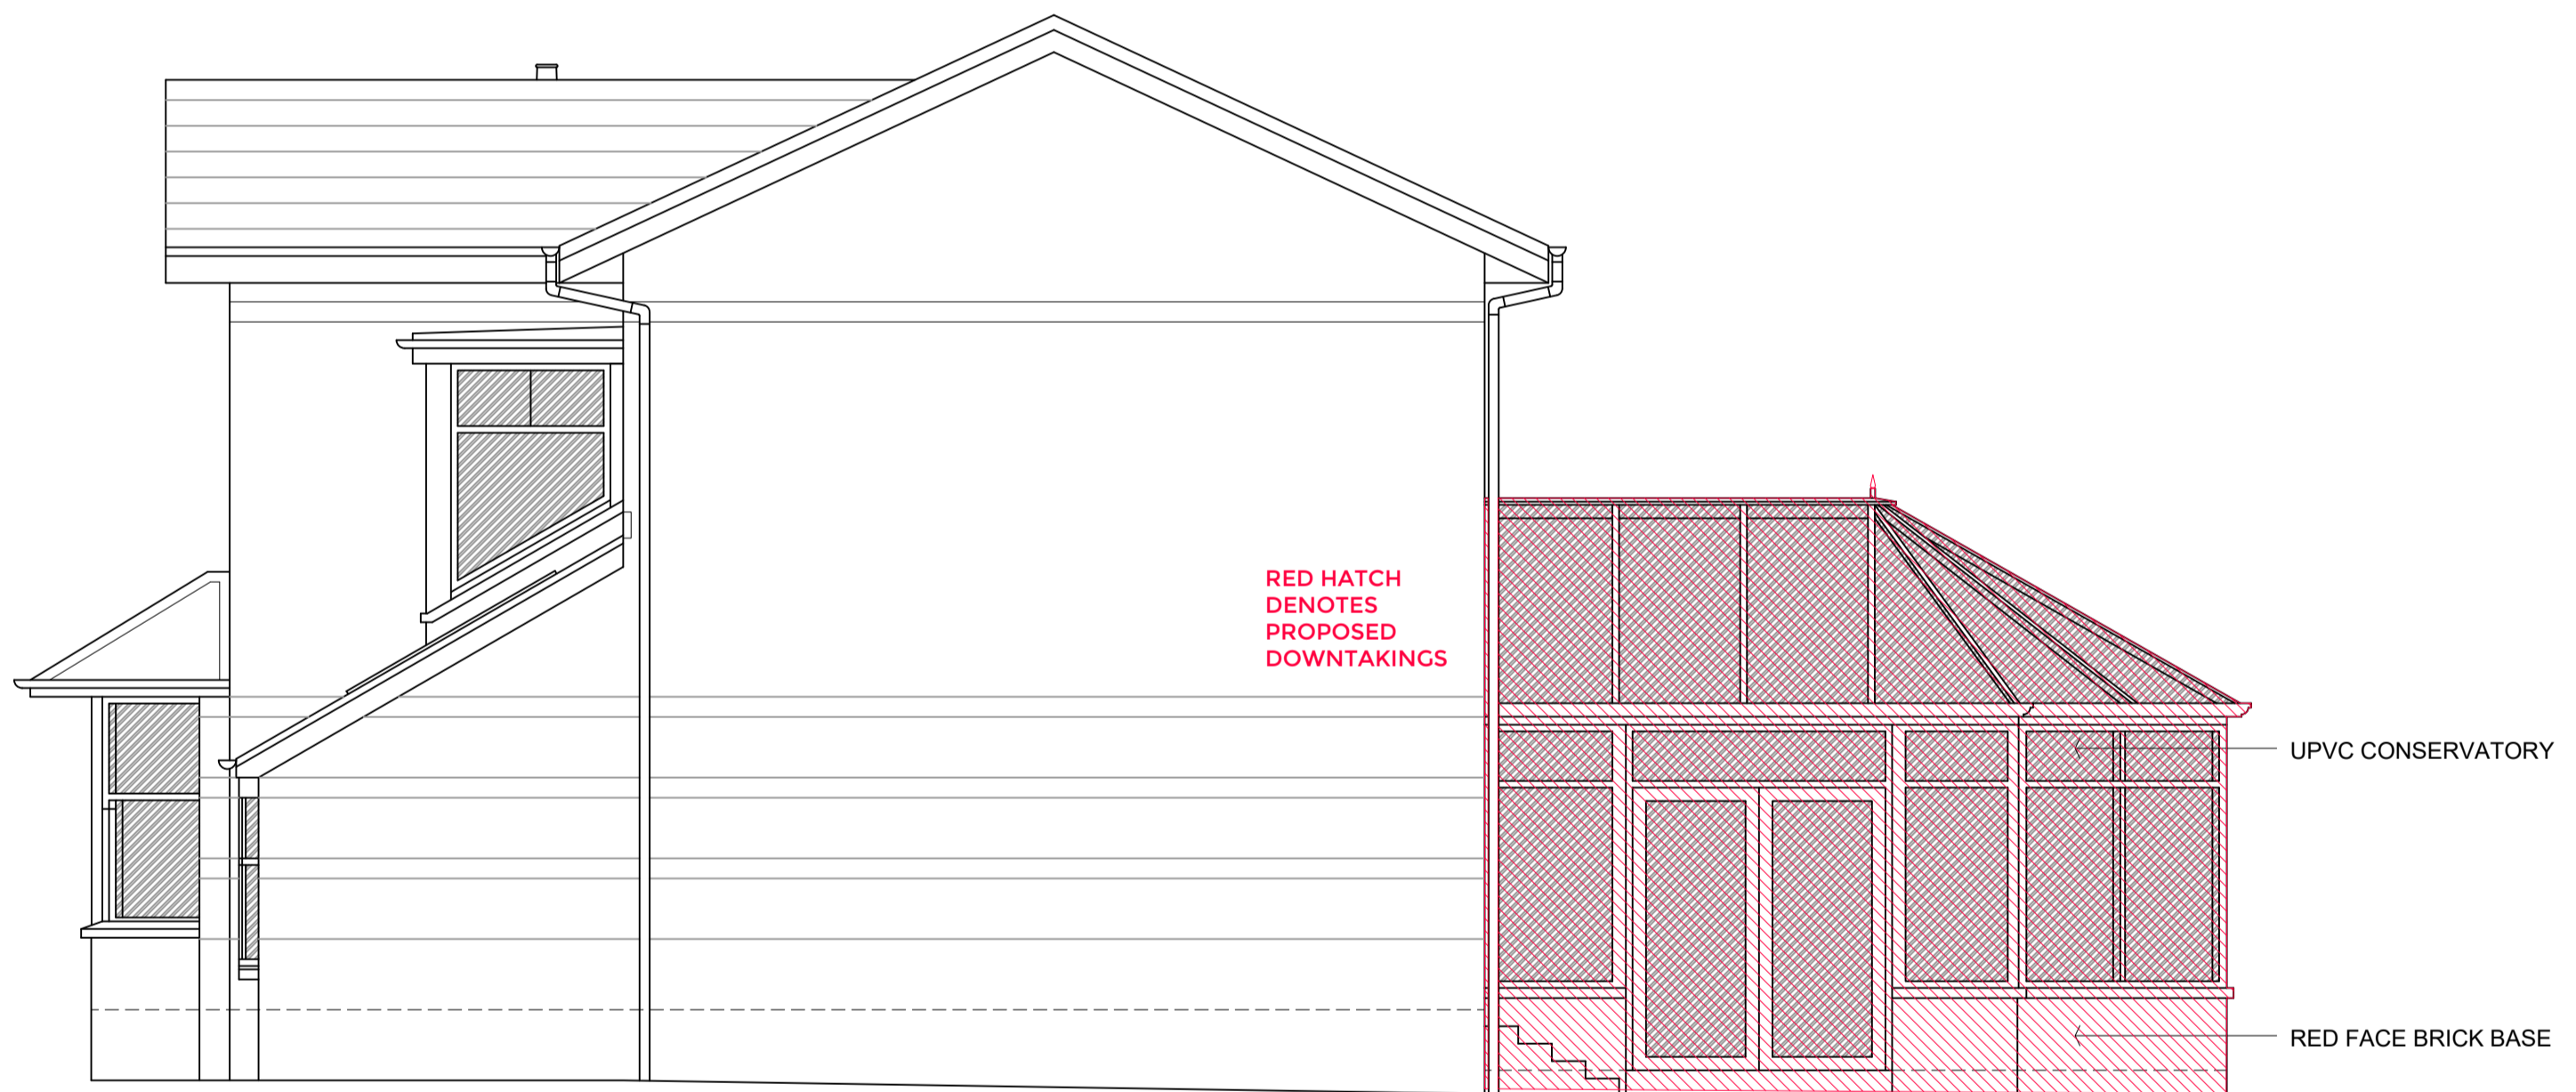 RED HATCH
DENOTES
PROPOSED
DOWNTAKINGS
UPVC CONSERVATORY
RED FACE BRICK BASE